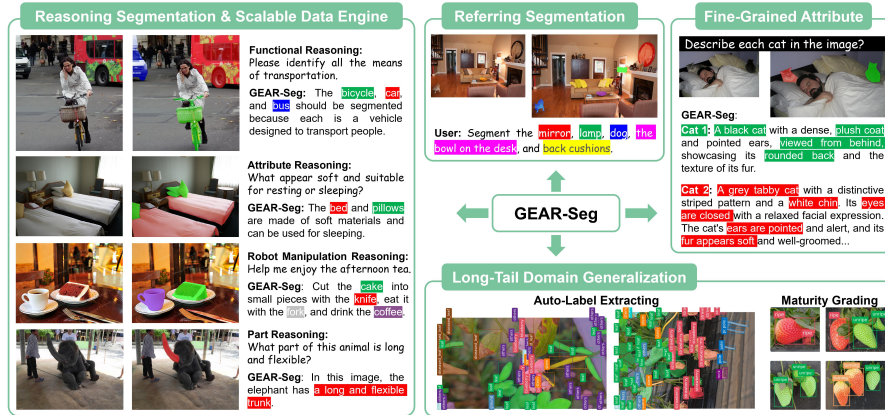 Reasoning Segmentation & Scalable Data Engine
Functional Reasoning:
Please identify all the means
of transportation.
GEAR-Seg: The bicycle, car,
and bus should be segmented
because each is a vehicle
designed to transport people.
Attribute Reasoning:
What appear soft and suitable
for resting or sleeping?
GEAR-Seg: The bed and pillows
are made of soft materials and
can be used for sleeping.
Robot Manipulation Reasoning:
Help me enjoy the afternoon tea.
GEAR-Seg: Cut the cake into
small pieces with the knife, eat it
with the fork, and drink the coffee.
Part Reasoning:
What part of this animal is long
and flexible?
GEAR-Seg: In this image, the
elephant has a long and flexible
trunk.
Referring Segmentation
User: Segment the mirror, lamp, dog, the
bowl on the desk, and back cushions.
GEAR-Seg
Fine-Grained Attribute
Describe each cat in the image?
GEAR-Seg:
Cat 1: A black cat with a dense, plush coat
and pointed ears, viewed from behind,
showcasing its rounded back and the
texture of its fur.
Cat 2: A grey tabby cat with a distinctive
striped pattern and a white chin. Its eyes
are closed with a relaxed facial expression.
The cat's ears are pointed and alert, and its
fur appears soft and well-groomed...
Long-Tail Domain Generalization
Auto-Label Extracting
Maturity Grading
ripe
ripe
unripe
unripe
unripe